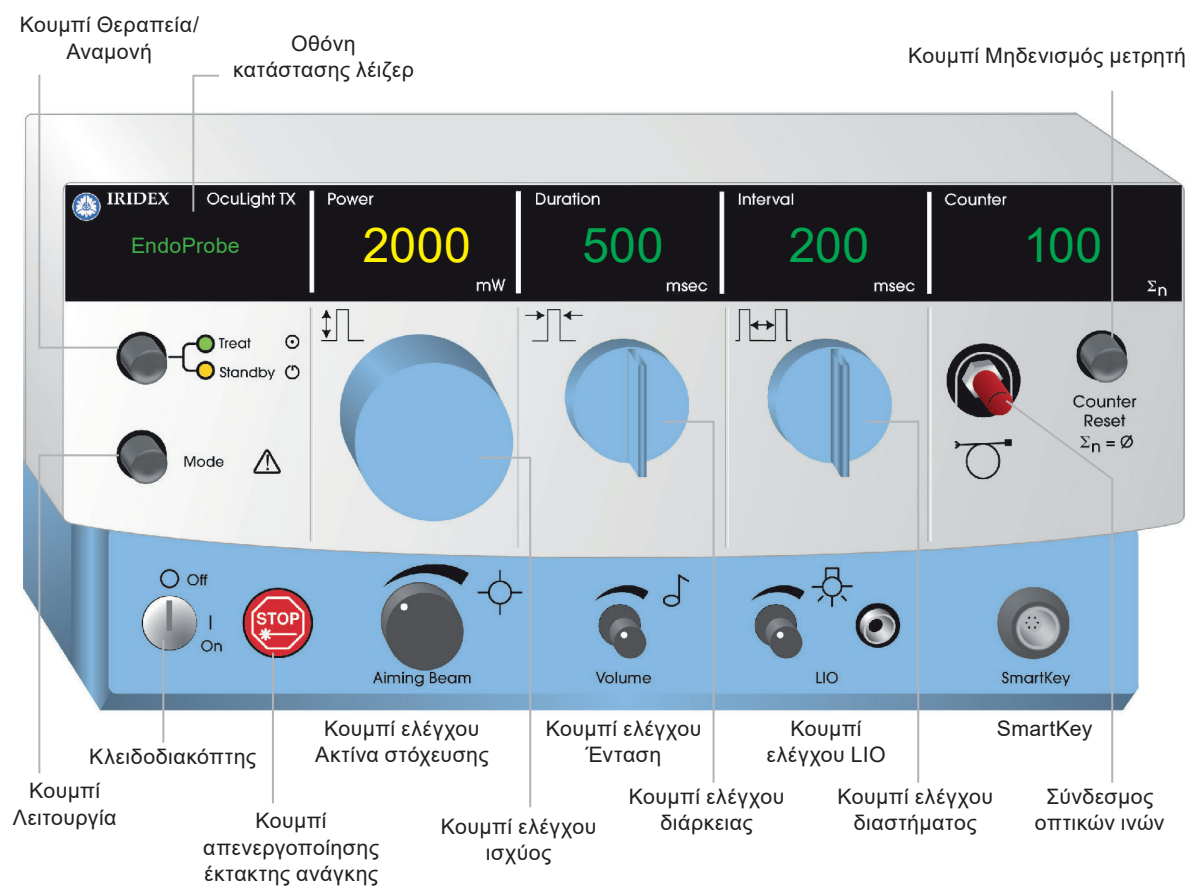 Κουμπί Θεραπεία/
Αναμονή
Οθόνη
κατάστασης λέιζερ
Κουμπί Μηδενισμός μετρητή
IRIDEX OcuLight TX
EndoProbe
Power
2000
mW
Duration
500
msec
Interval
200
msec
Counter
100
Σn
Treat
Standby
Mode
Counter
Reset
Σn = Ø
Off
On
STOP
Aiming Beam
Volume
LIO
SmartKey
Κλειδοδιακόπτης
Κουμπί ελέγχου
Ακτίνα στόχευσης
Κουμπί ελέγχου
Ένταση
Κουμπί
ελέγχου LIO
SmartKey
Κουμπί
Λειτουργία
Κουμπί
απενεργοποίησης
έκτακτης ανάγκης
Κουμπί ελέγχου
ισχύος
Κουμπί ελέγχου
διάρκειας
Κουμπί ελέγχου
διαστήματος
Σύνδεσμος
οπτικών ινών